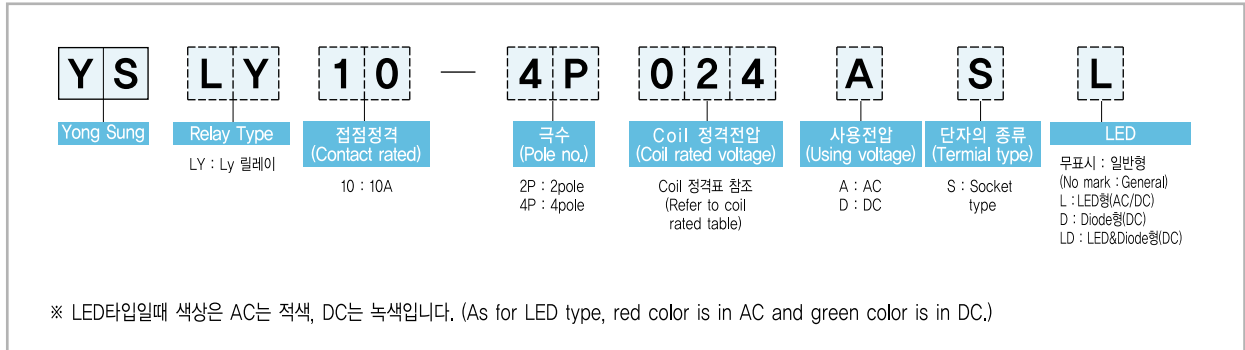 YS LY 10 — 4P 024 A S L
Yong Sung
Relay Type
LY : Ly 릴레이
접점정격
(Contact rated)
10 : 10A
극수
(Pole no.)
2P : 2pole
4P : 4pole
Coil 정격전압
(Coil rated voltage)
Coil 정격표 참조
(Refer to coil
rated table)
사용전압
(Using voltage)
A : AC
D : DC
단자의 종류
(Termial type)
S : Socket
type
LED
무표시 : 일반형
(No mark : General)
L : LED형(AC/DC)
D : Diode형(DC)
LD : LED&Diode형(DC)
※ LED타입일때 색상은 AC는 적색, DC는 녹색입니다. (As for LED type, red color is in AC and green color is in DC.)